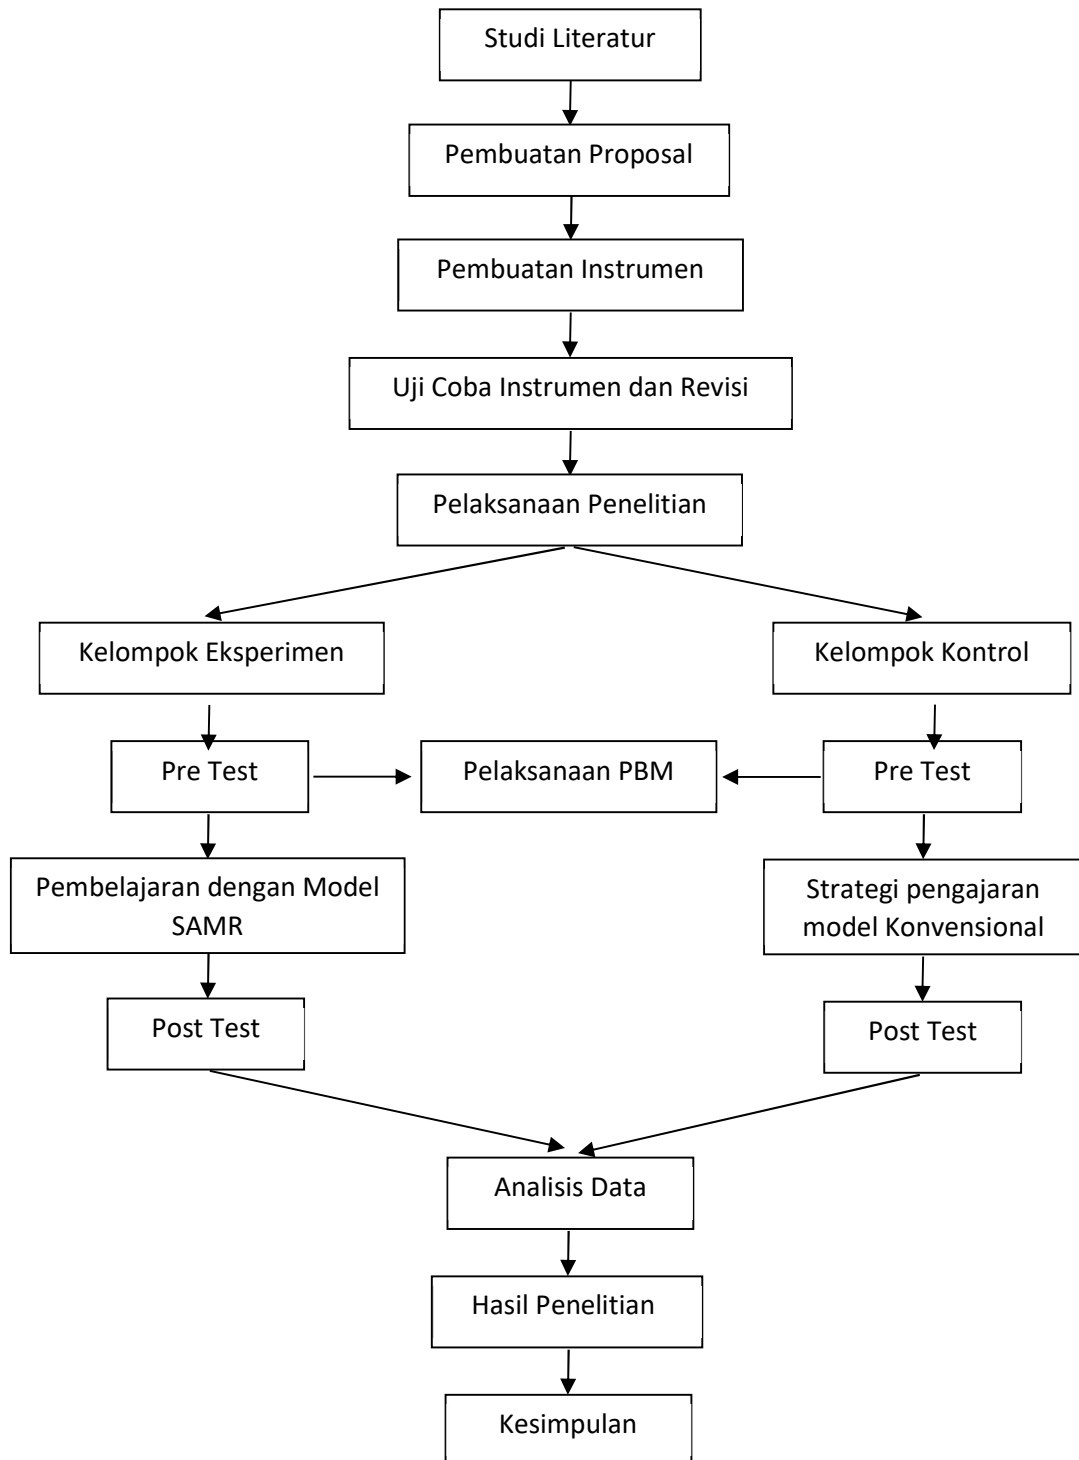 Studi Literatur
Pembuatan Proposal
Pembuatan Instrumen
Uji Coba Instrumen dan Revisi
Pelaksanaan Penelitian
Kelompok Eksperimen
Kelompok Kontrol
Pre Test
Pelaksanaan PBM
Pre Test
Pembelajaran dengan Model
SAMR
Strategi pengajaran
model Konvensional
Post Test
Post Test
Analisis Data
Hasil Penelitian
Kesimpulan